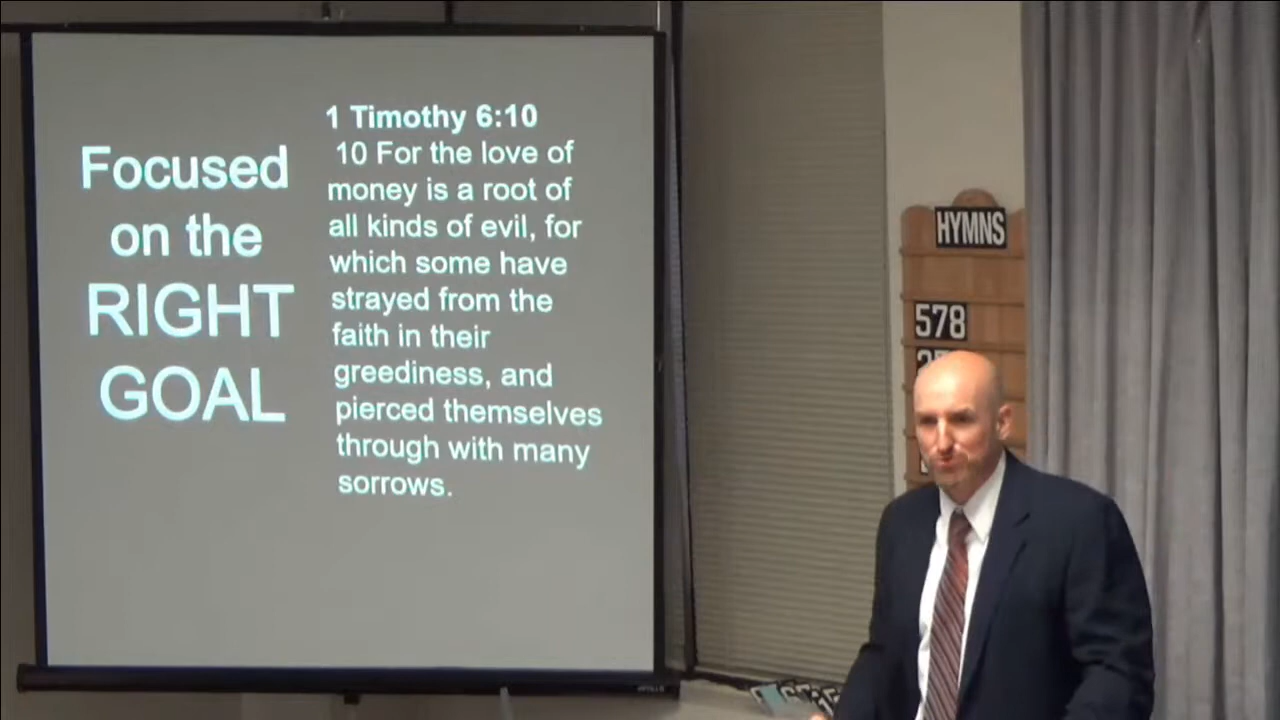 Focused
on the
RIGHT
GOAL
1 Timothy 6:10
10 For the love of
money is a root of
all kinds of evil, for
which some have
strayed from the
faith in their
greediness, and
pierced themselves
through with many
sorrows.
HYMNS
578